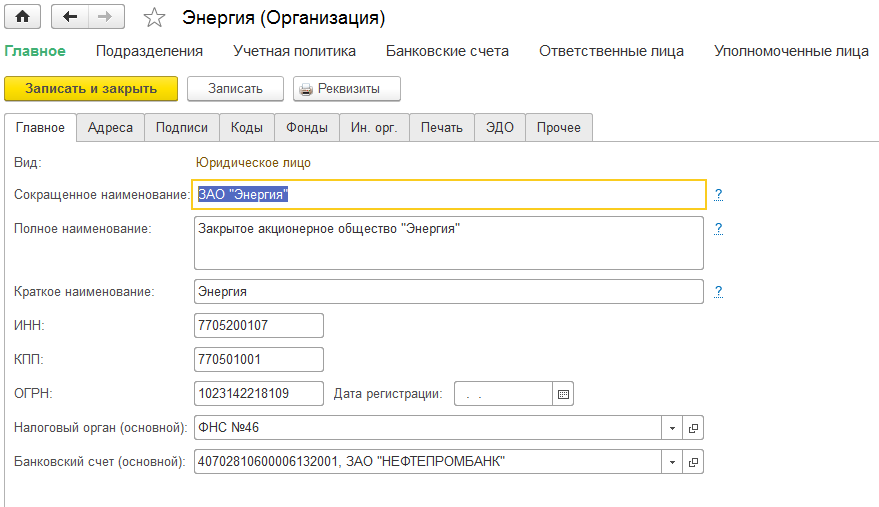 Энергия (Организация)
Главное Подразделения Учетная политика Банковские счета Ответственные лица Уполномоченные лица
Записать и закрыть Записать Реквизиты
Главное Адреса Подписи Коды Фонды Ин. орг. Печать ЭДО Прочее
Вид: Юридическое лицо
Сокращенное наименование: ЗАО "Энергия" ?
Полное наименование: Закрытое акционерное общество "Энергия" ?
Краткое наименование: Энергия ?
ИНН: 7705200107
КПП: 770501001
ОГРН: 1023142218109 Дата регистрации: . .
Налоговый орган (основной): ФНС №46
Банковский счет (основной): 40702810600006132001, ЗАО "НЕФТЕПРОМБАНК"